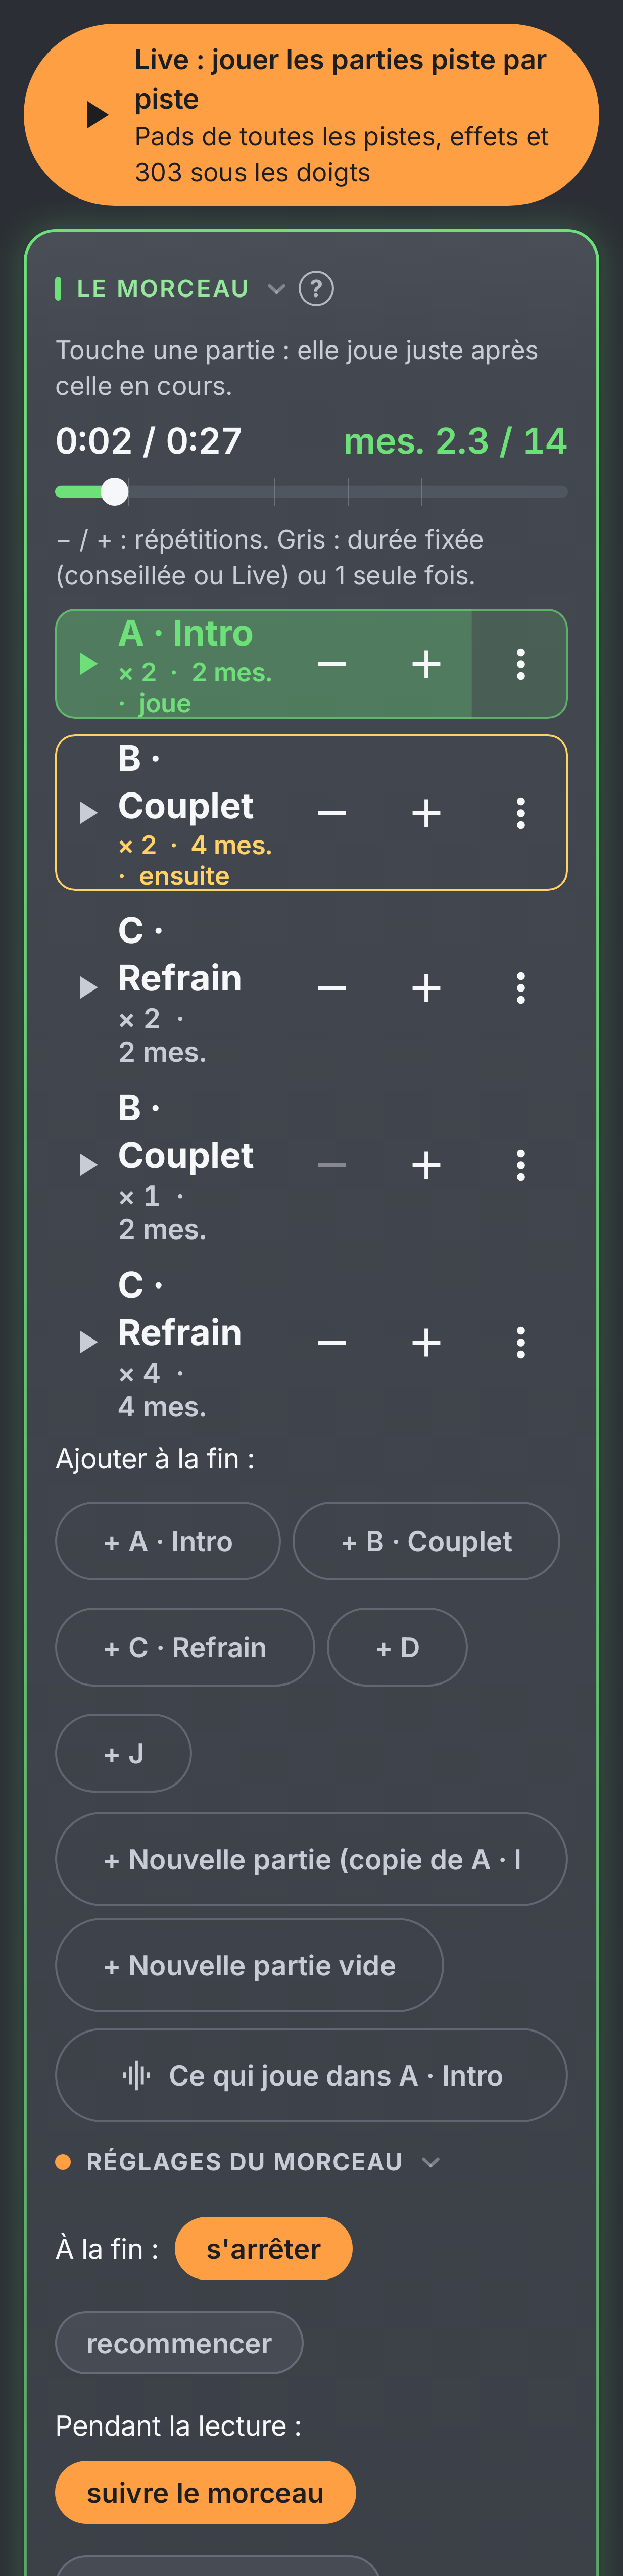 Live : jouer les parties piste par
piste
Pads de toutes les pistes, effets et
303 sous les doigts
LE MORCEAU ?
Touche une partie : elle joue juste après
celle en cours.
0:02 / 0:27 mes. 2.3 / 14
− / + : répétitions. Gris : durée fixée
(conseillée ou Live) ou 1 seule fois.
A · Intro
× 2 · 2 mes.
· joue
B ·
Couplet
× 2 · 4 mes.
· ensuite
C ·
Refrain
× 2 ·
2 mes.
B ·
Couplet
× 1 ·
2 mes.
C ·
Refrain
× 4 ·
4 mes.
Ajouter à la fin :
+ A · Intro + B · Couplet
+ C · Refrain + D
+ J
+ Nouvelle partie (copie de A · I
+ Nouvelle partie vide
Ce qui joue dans A · Intro
RÉGLAGES DU MORCEAU
À la fin : s'arrêter
recommencer
Pendant la lecture :
suivre le morceau